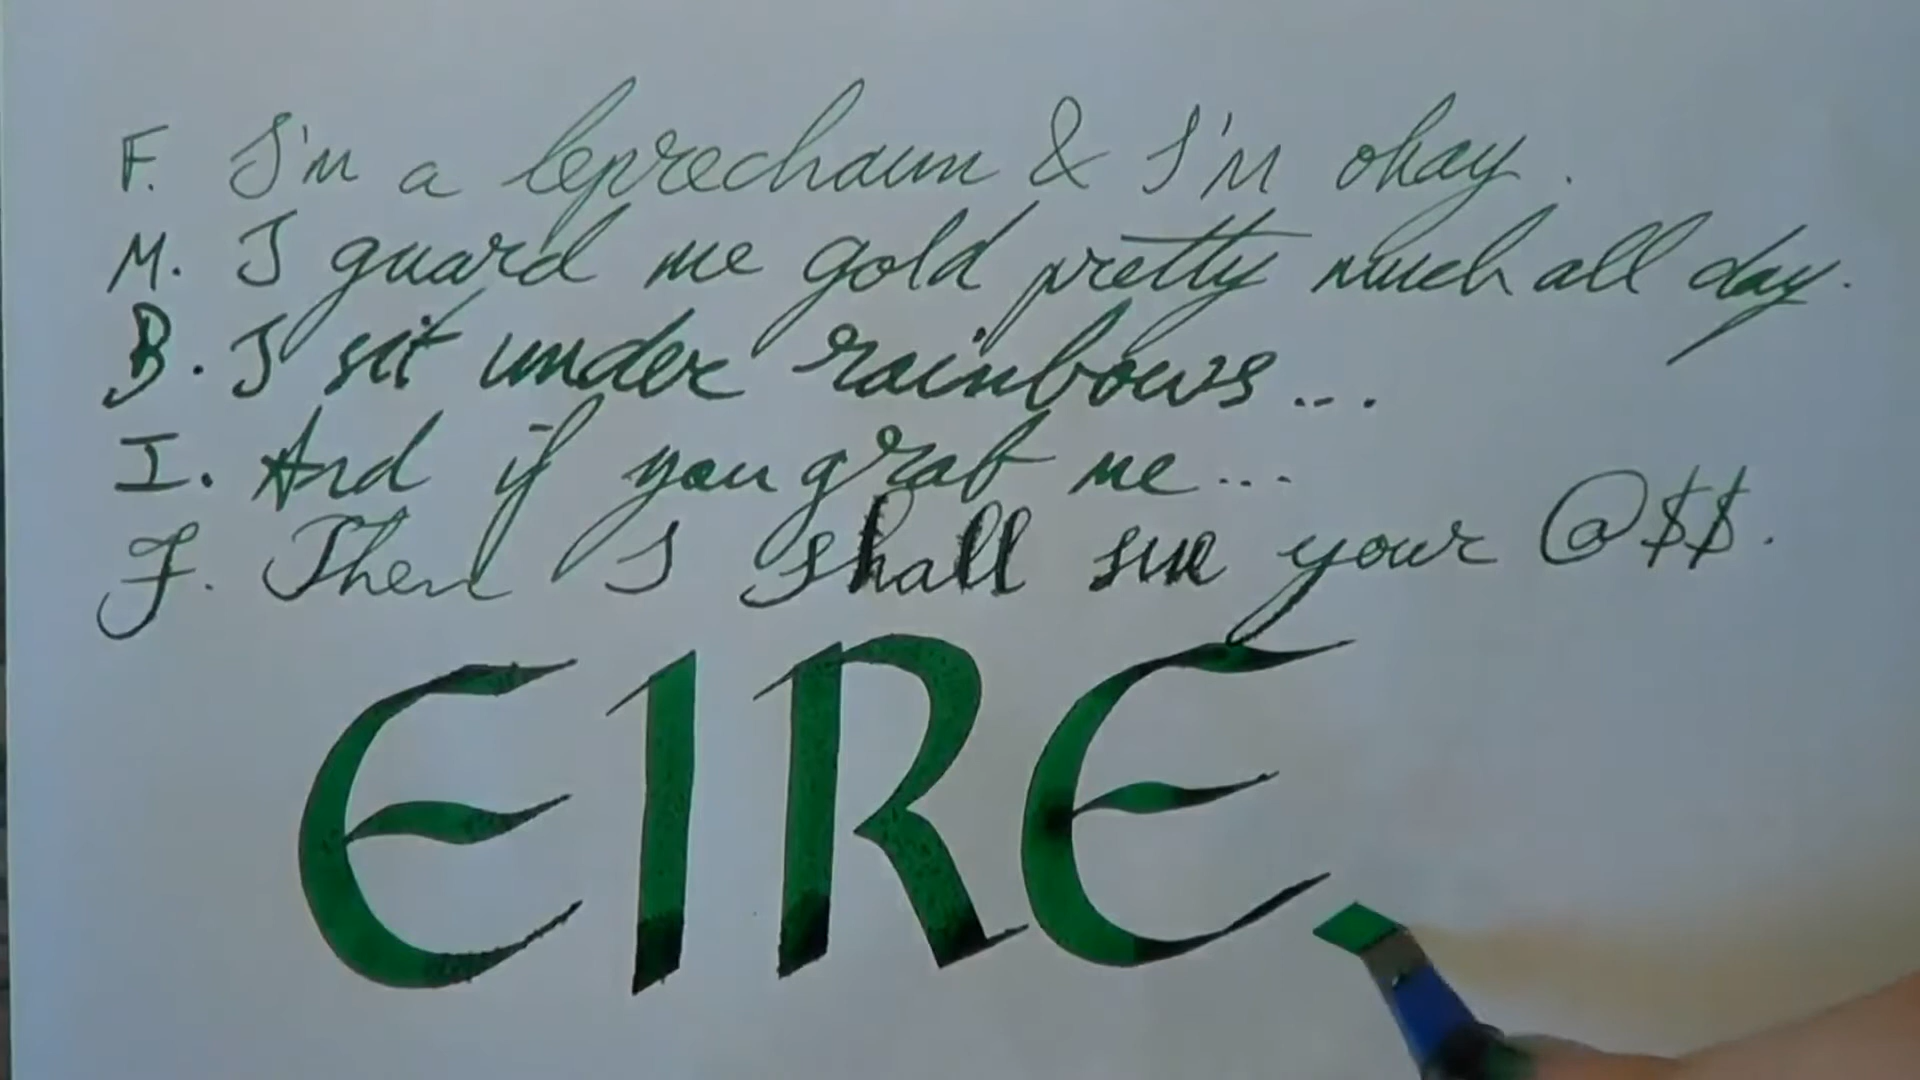 F. I'm a leprechaun & I'm okay.
M. I guard me gold pretty much all day.
B. I sit under rainbows...
I. And if you grab me...
F. Then I shall sue your @$$.
EIRE.